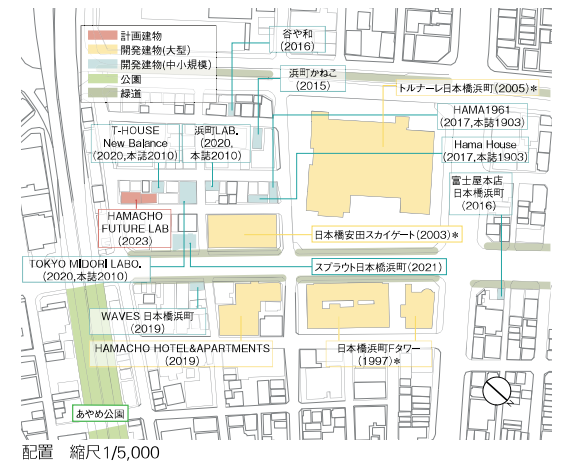 計画建物
開発建物(大型)
開発建物(中小規模)
公園
緑道
谷や和
(2016)
浜町かねこ
(2015)
トルナーレ日本橋浜町(2005)*
HAMA1961
(2017,本誌1903)
T-HOUSE
New Balance
(2020,本誌2010)
浜町LAB.
(2020,
本誌2010)
Hama House
(2017,本誌1903)
富士屋本店
日本橋浜町
(2016)
HAMACHO
FUTURE LAB
(2023)
日本橋安田スカイゲート(2003)*
TOKYO MIDORI LABO.
(2020,本誌2010)
スプラウト日本橋浜町(2021)
WAVES 日本橋浜町
(2019)
HAMACHO HOTEL&APARTMENTS
(2019)
日本橋浜町Fタワー
(1997)*
あやめ公園
N
配置 縮尺1/5,000